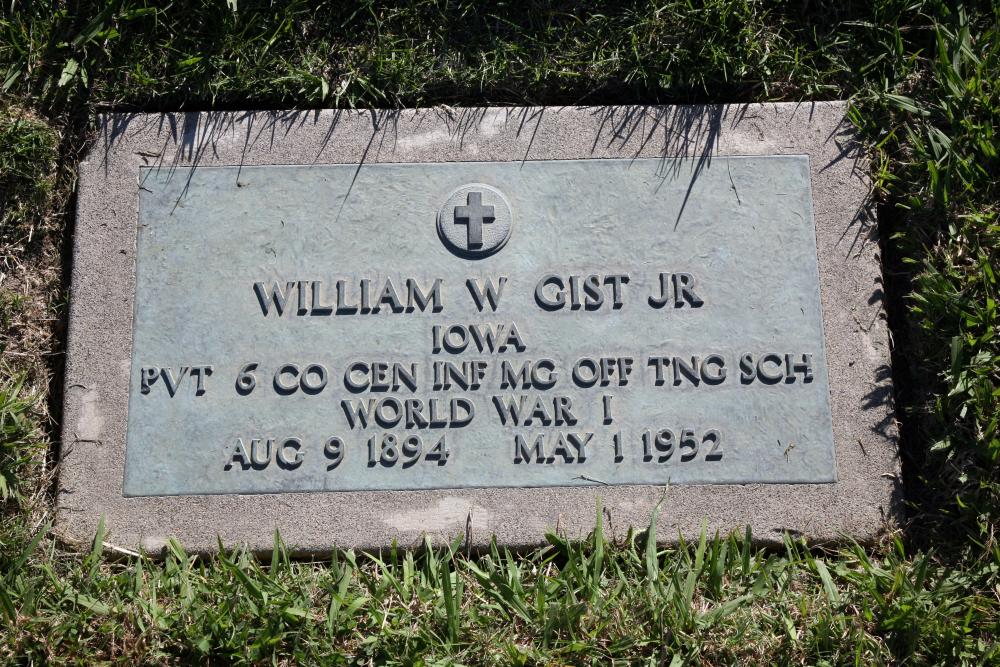 WILLIAM W GIST JR
IOWA
PVT 6 CO CEN INF MG OFF TNG SCH
WORLD WAR I
AUG 9 1894 MAY 1 1952